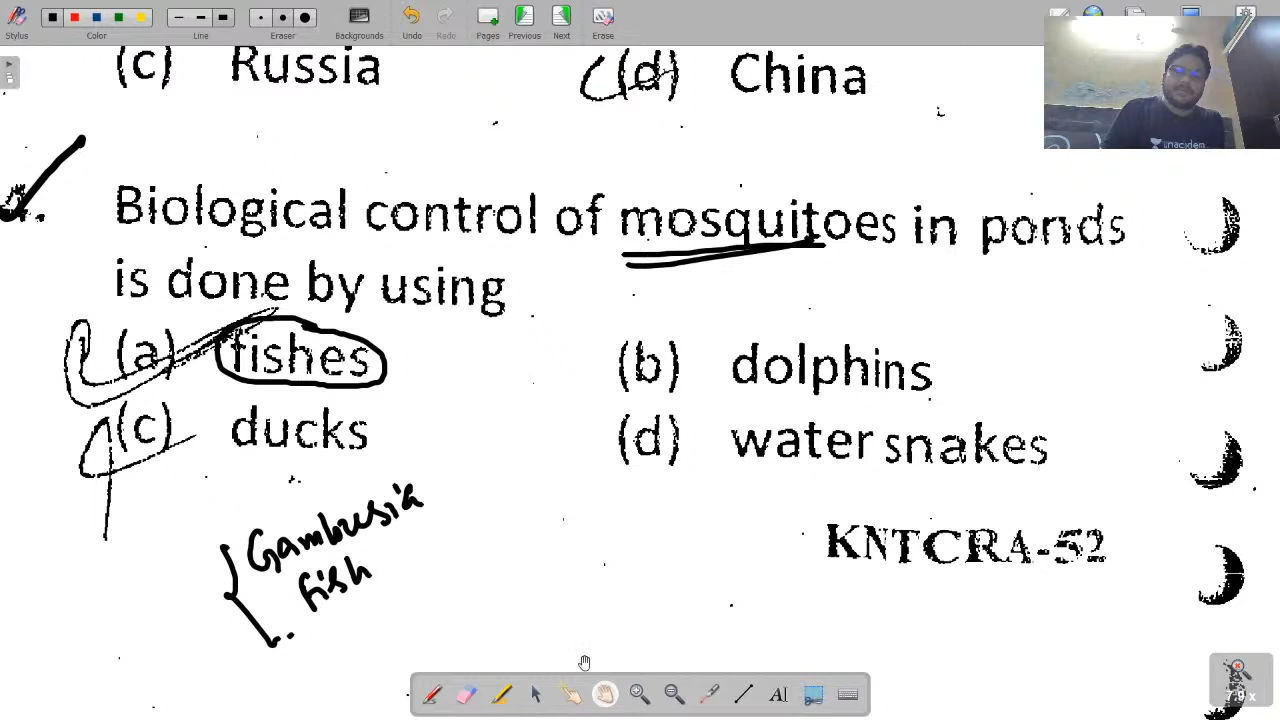 Stylus
Color
Line
Eraser
Backgrounds
Undo
Redo
Pages
Previous
Next
Erase
(c) Russia (d) China
Biological control of mosquitoes in ponds
is done by using
(a) fishes (b) dolphins
(c) ducks (d) water snakes
Gambusia
fish
KNTCRA-52